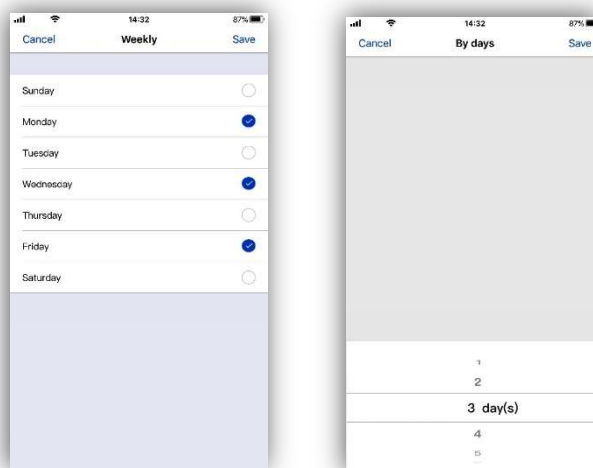 14:32
87%
Cancel Weekly Save
Sunday
Monday
Tuesday
Wednesday
Thursday
Friday
Saturday
14:32
87%
Cancel By days Save
1
2
3 day(s)
4
5